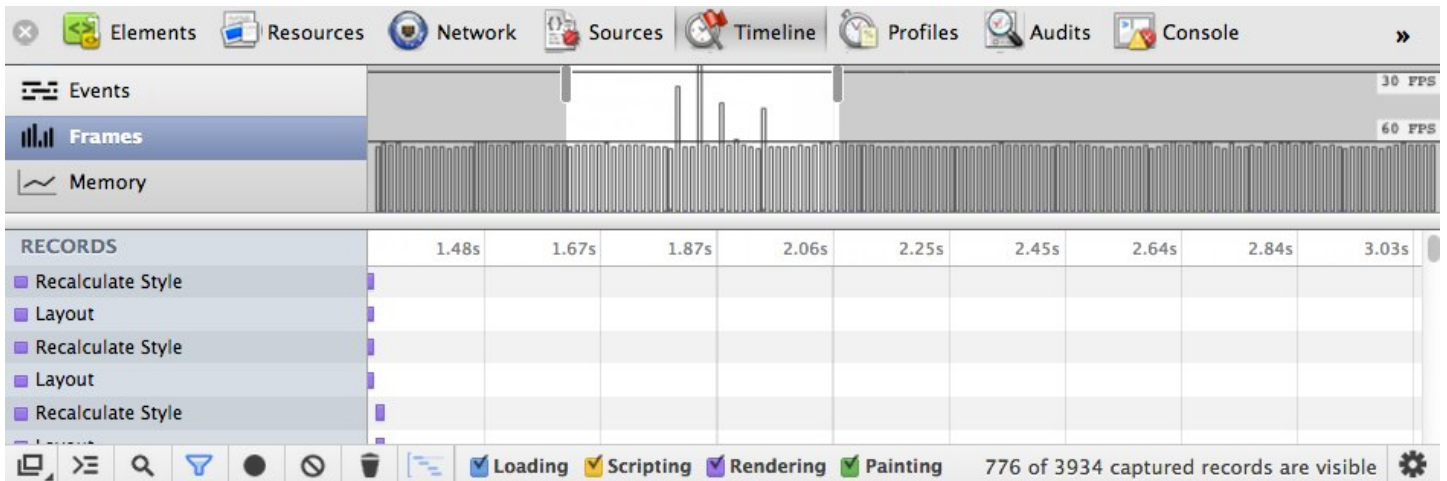 Elements Resources Network Sources Timeline Profiles Audits Console »
Events
30 FPS
Frames
60 FPS
Memory
RECORDS 1.48s 1.67s 1.87s 2.06s 2.25s 2.45s 2.64s 2.84s 3.03s
Recalculate Style
Layout
Recalculate Style
Layout
Recalculate Style
Loading Scripting Rendering Painting 776 of 3934 captured records are visible